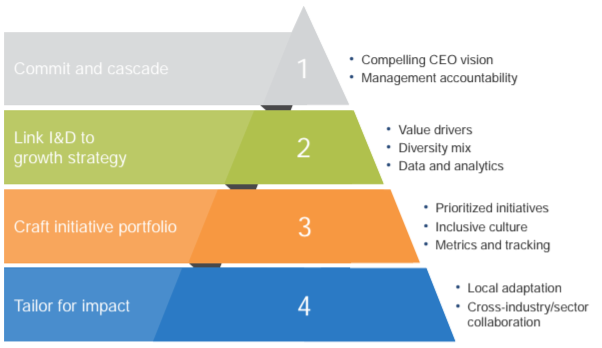 Commit and cascade
1
• Compelling CEO vision
• Management accountability
Link I&D to
growth strategy
2
• Value drivers
• Diversity mix
• Data and analytics
Craft initiative portfolio
3
• Prioritized initiatives
• Inclusive culture
• Metrics and tracking
Tailor for impact
4
• Local adaptation
• Cross-industry/sector
collaboration